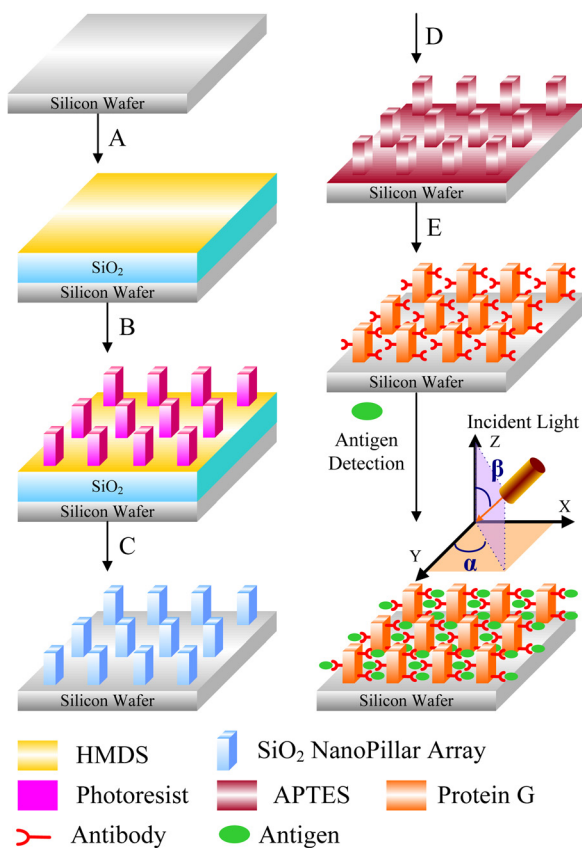 Silicon Wafer
A
SiO₂
Silicon Wafer
B
SiO₂
Silicon Wafer
C
Silicon Wafer
D
Silicon Wafer
E
Silicon Wafer
Antigen
Detection
Incident Light
Z
β
X
Y
α
Silicon Wafer
HMDS
SiO₂ NanoPillar Array
Photoresist
APTES
Protein G
Antibody
Antigen